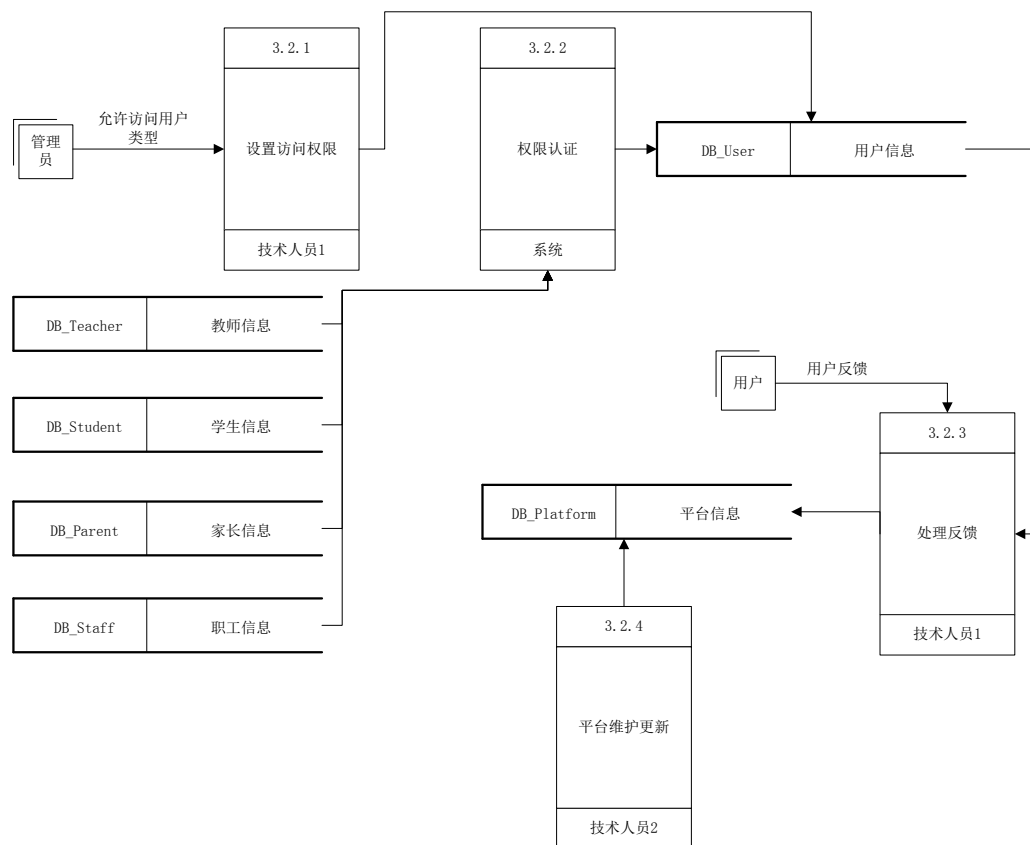 3.2.1
3.2.2
允许访问用户
类型
管理
员
设置访问权限
权限认证
DB_User
用户信息
技术人员1
系统
DB_Teacher
教师信息
用户
用户反馈
DB_Student
学生信息
3.2.3
DB_Platform
平台信息
DB_Parent
家长信息
处理反馈
3.2.4
DB_Staff
职工信息
技术人员1
平台维护更新
技术人员2